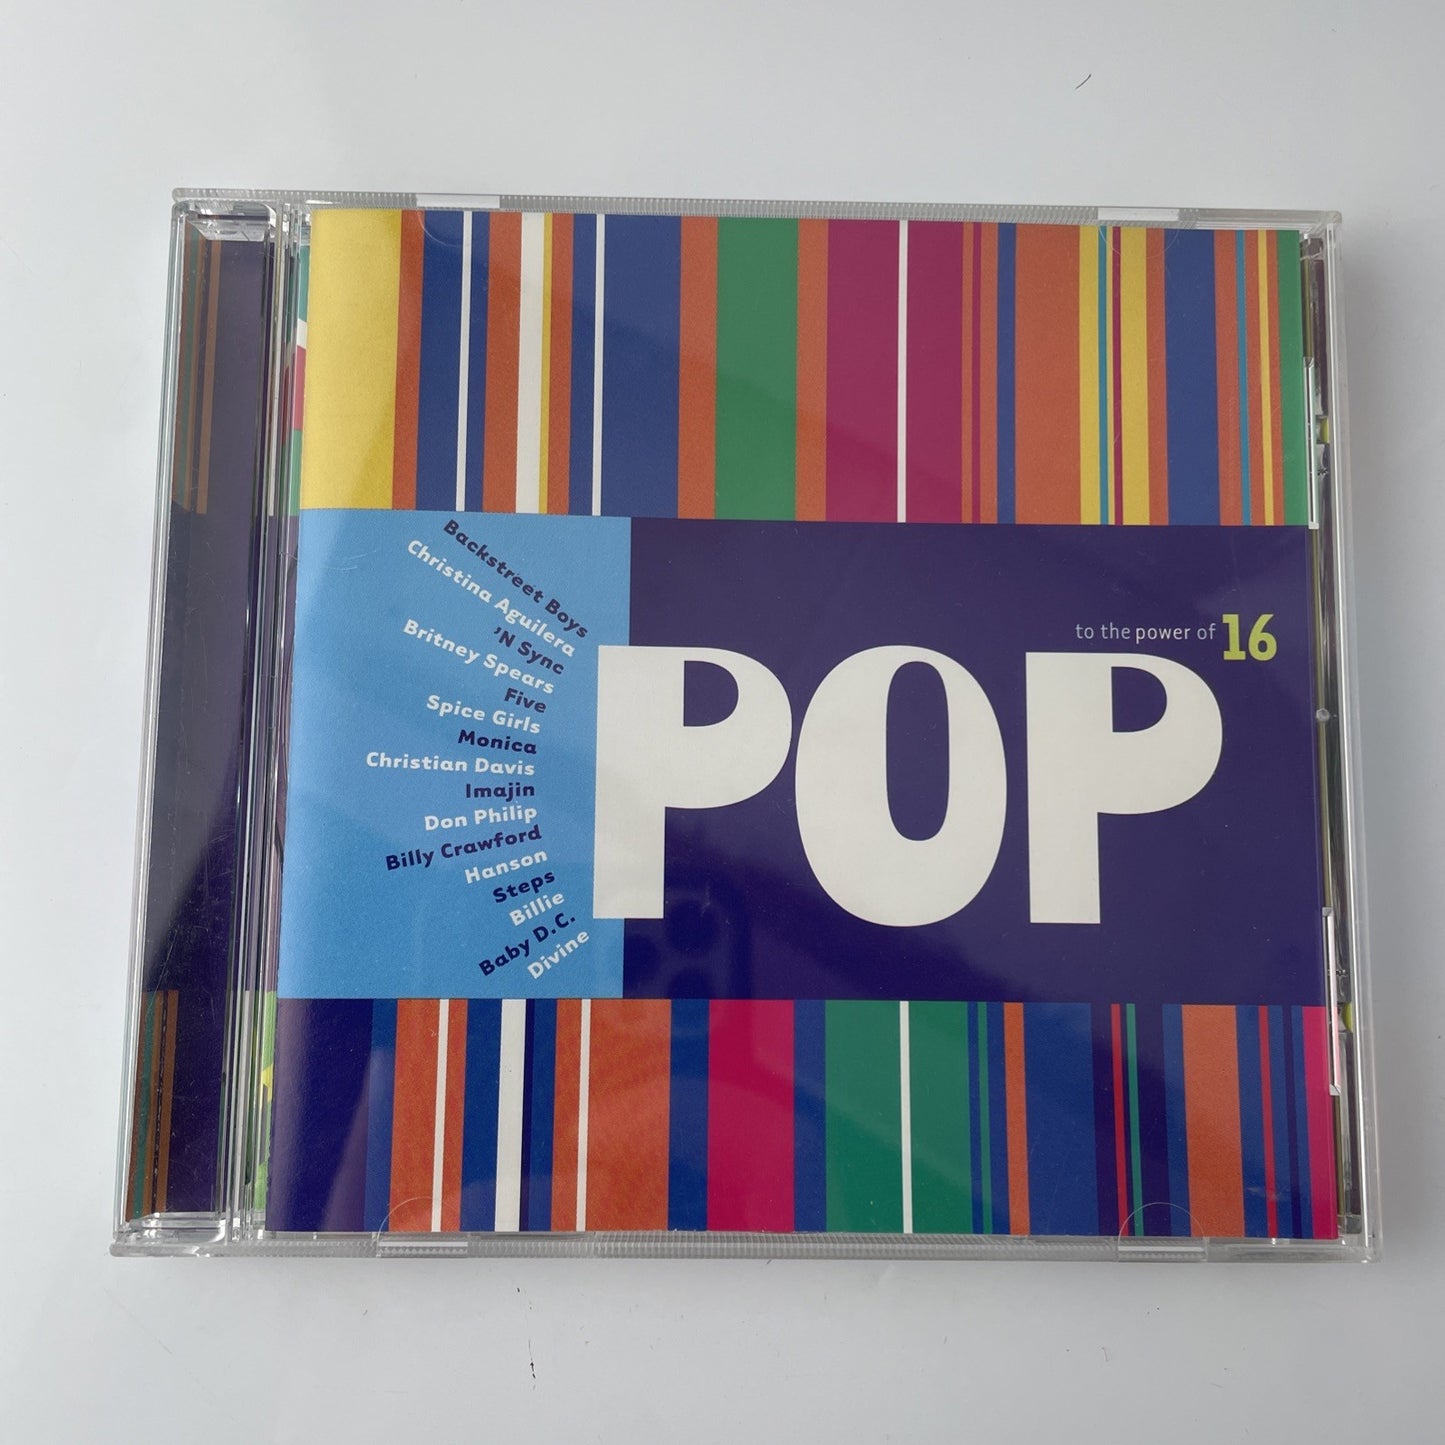 Backstreet Boys
Christina Aguilera
'N Sync
Britney Spears
Five
Spice Girls
Monica
Christian Davis
Imajin
Don Philip
Billy Crawford
Hanson
Steps
Billie
Baby D.C.
Divine
to the power of 16
POP